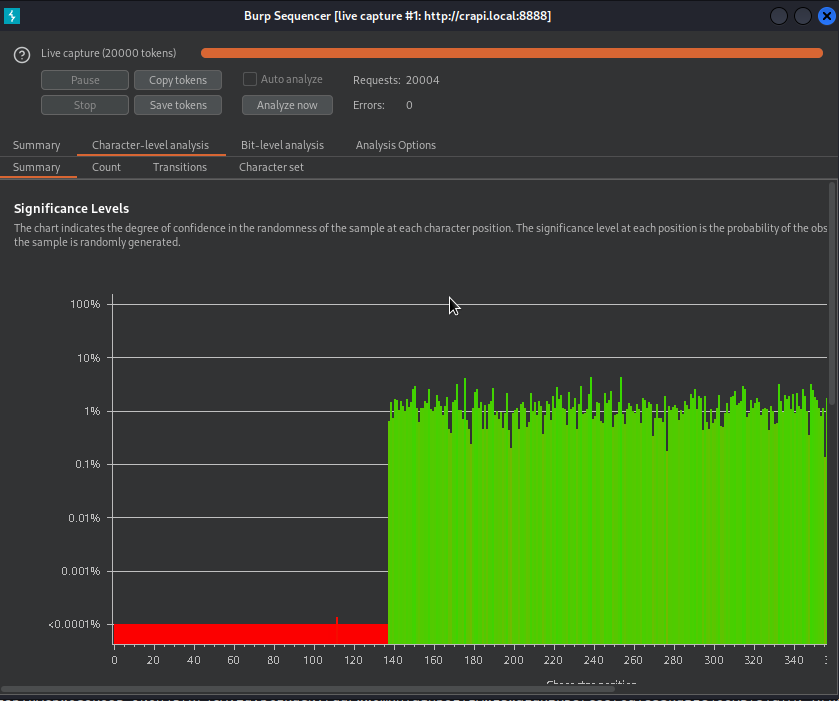 Burp Sequencer [live capture #1: http://crapi.local:8888]
? Live capture (20000 tokens)
Pause Copy tokens Auto analyze Requests: 20004
Stop Save tokens Analyze now Errors: 0
Summary Character-level analysis Bit-level analysis Analysis Options
Summary Count Transitions Character set
Significance Levels
The chart indicates the degree of confidence in the randomness of the sample at each character position. The significance level at each position is the probability of the obs
the sample is randomly generated.
100%
10%
1%
0.1%
0.01%
0.001%
<0.0001%
0 20 40 60 80 100 120 140 160 180 200 220 240 260 280 300 320 340
Character position